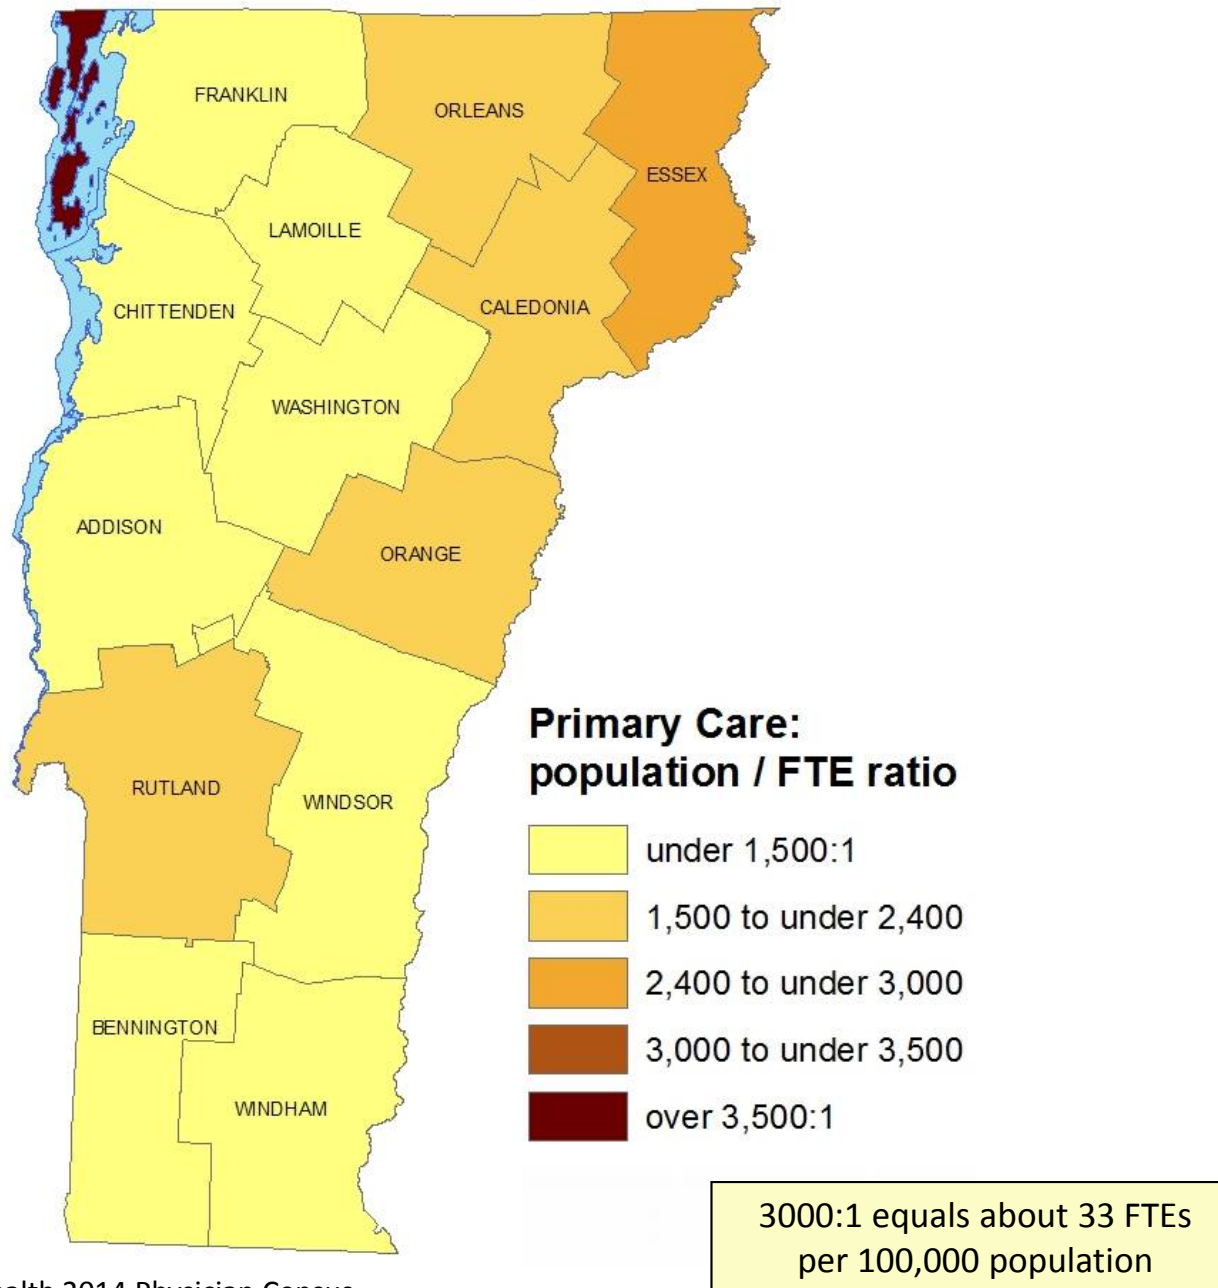 FRANKLIN
ORLEANS
ESSEX
LAMOILLE
CHITTENDEN
CALEDONIA
WASHINGTON
ADDISON
ORANGE
RUTLAND
WINDSOR
BENNINGTON
WINDHAM
Primary Care:
population / FTE ratio
under 1,500:1
1,500 to under 2,400
2,400 to under 3,000
3,000 to under 3,500
over 3,500:1
3000:1 equals about 33 FTEs
per 100,000 population
2014 Physician Census